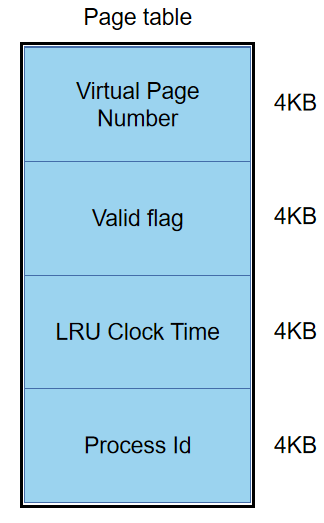 Page table
Virtual Page
Number
4KB
Valid flag
4KB
LRU Clock Time
4KB
Process Id
4KB